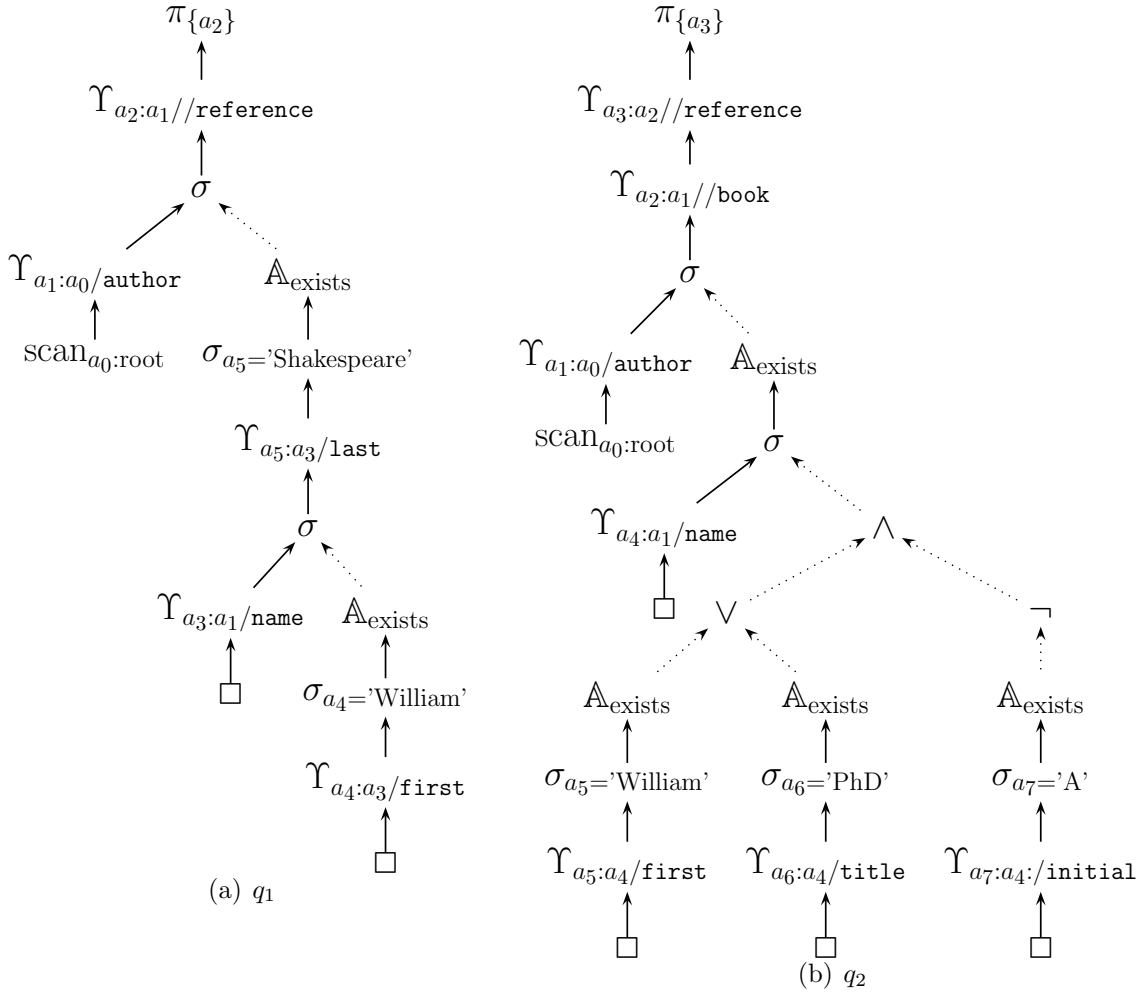 π{a2}
Υa2:a1//reference
σ
Υa1:a0/author
𝔸exists
scana0:root
σa5='Shakespeare'
Υa5:a3/last
σ
Υa3:a1/name
𝔸exists
σa4='William'
Υa4:a3/first
(a) q1
π{a3}
Υa3:a2//reference
Υa2:a1//book
σ
Υa1:a0/author
𝔸exists
scana0:root
σ
Υa4:a1/name
∧
∨
¬
𝔸exists
𝔸exists
𝔸exists
σa5='William'
σa6='PhD'
σa7='A'
Υa5:a4/first
Υa6:a4/title
Υa7:a4:/initial
(b) q2